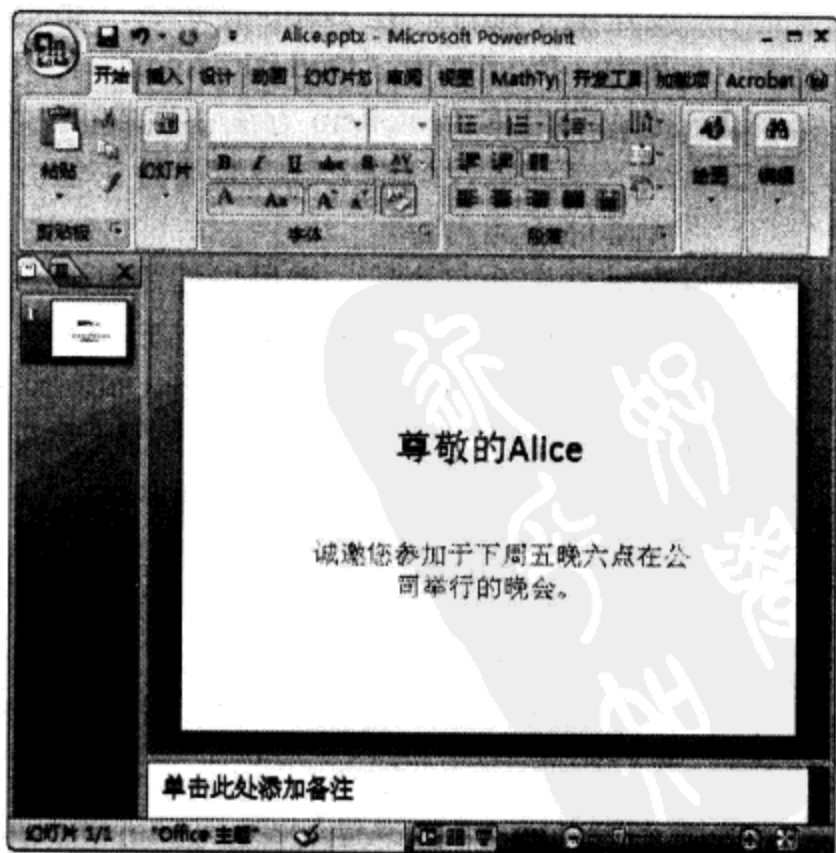 Alice.pptx - Microsoft PowerPoint
开始 插入 设计 动画 幻灯片放 审阅 视图 MathTyp 开发工具 加载项 Acrobat
粘贴
幻灯片
绘图
编辑
剪贴板
字体
段落
1
尊敬的Alice
诚邀您参加于下周五晚六点在公
司举行的晚会。
单击此处添加备注
幻灯片 1/1 "Office 主题"